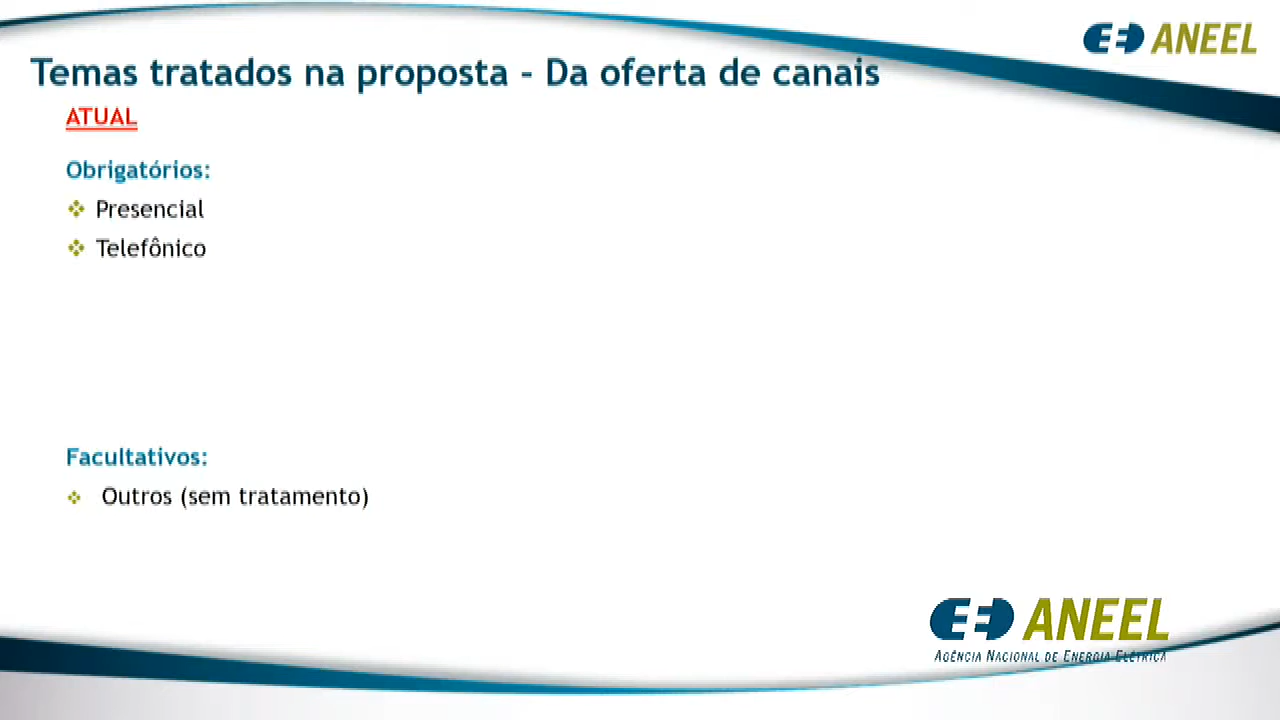 ANEEL
Temas tratados na proposta - Da oferta de canais
ATUAL
Obrigatórios:
Presencial
Telefônico
Facultativos:
Outros (sem tratamento)
ANEEL
AGÊNCIA NACIONAL DE ENERGIA ELÉTRICA